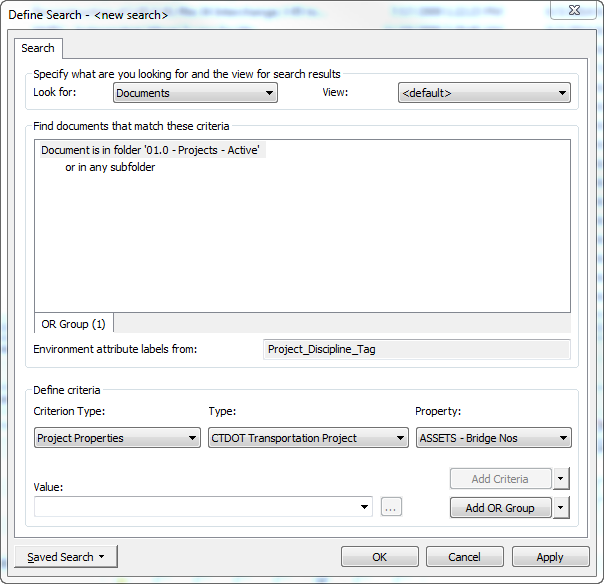 Define Search - <new search>
Search
Specify what are you looking for and the view for search results
Look for: Documents View: <default>
Find documents that match these criteria
Document is in folder '01.0 - Projects - Active'
or in any subfolder
OR Group (1)
Environment attribute labels from: Project_Discipline_Tag
Define criteria
Criterion Type: Type: Property:
Project Properties CTDOT Transportation Project ASSETS - Bridge Nos
Add Criteria
Value:
... Add OR Group
Saved Search OK Cancel Apply